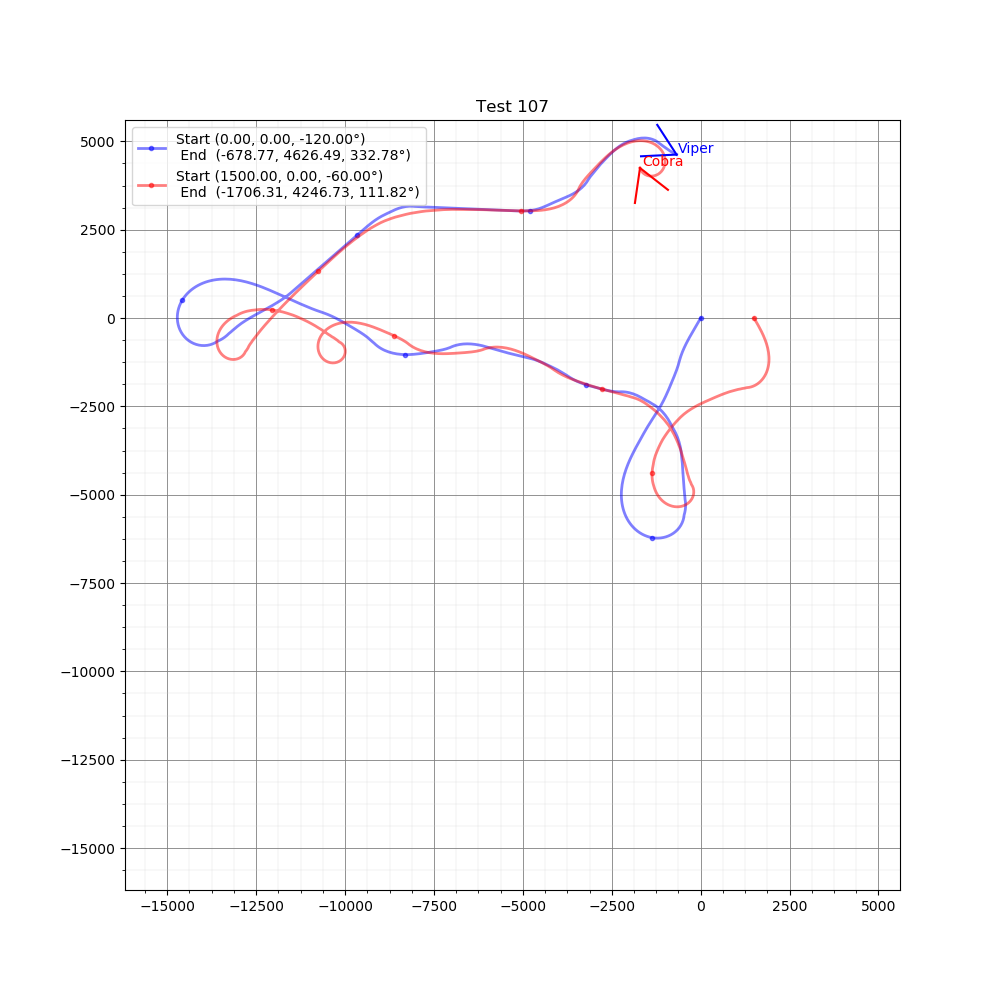 Test 107
Start (0.00, 0.00, -120.00°)
End (-678.77, 4626.49, 332.78°)
Start (1500.00, 0.00, -60.00°)
End (-1706.31, 4246.73, 111.82°)
Viper
Cobra
5000
2500
0
−2500
−5000
−7500
−10000
−12500
−15000
−15000 −12500 −10000 −7500 −5000 −2500 0 2500 5000